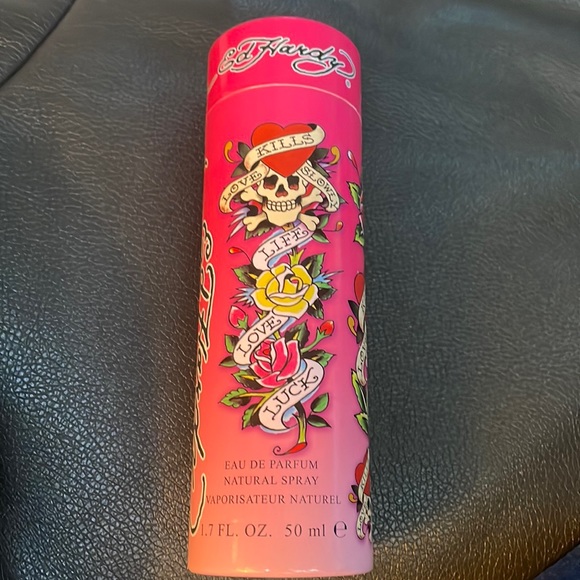 Ed Hardy
KILLS
LOVE SLOWLY
LIFE
LOVE
LUCK
EAU DE PARFUM
NATURAL SPRAY
VAPORISATEUR NATUREL
1.7 FL. OZ. 50 ml ℮